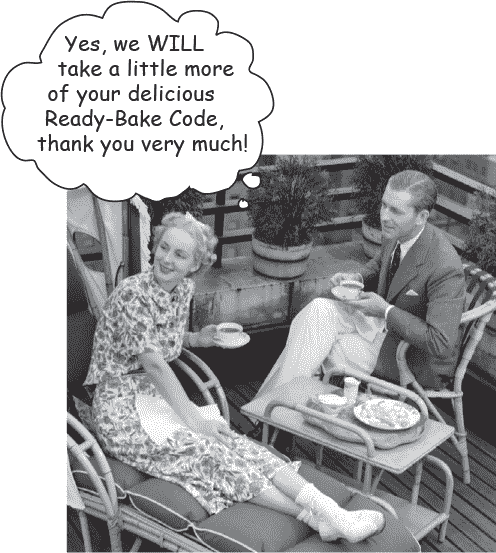 Yes, we WILL
take a little more
of your delicious
Ready-Bake Code,
thank you very much!